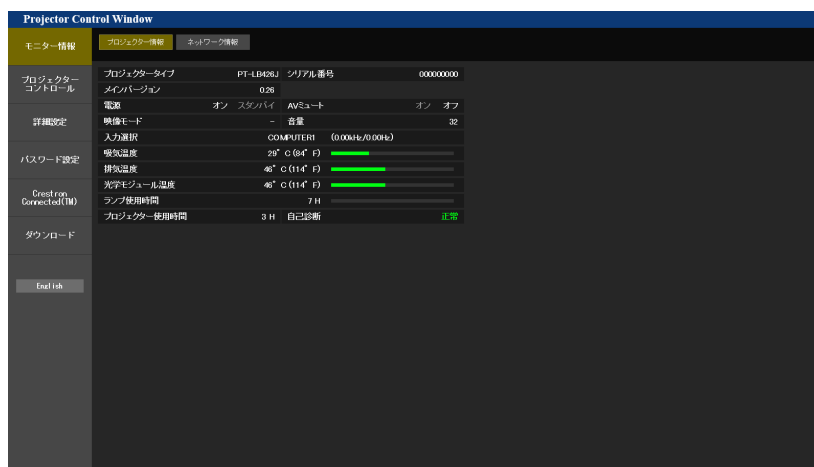 Projector Control Window
モニター情報
プロジェクター情報 ネットワーク情報
プロジェクター
コントロール
詳細設定
パスワード設定
Crestron
Connected(TM)
ダウンロード
English
プロジェクタータイプ PT-LB426J シリアル番号 000000000
メインバージョン 0.26
電源 オン スタンバイ AVミュート オン オフ
映像モード - 音量 32
入力選択 COMPUTER1 (0.00kHz/0.00Hz)
吸気温度 29°C(84°F)
排気温度 46°C(114°F)
光学モジュール温度 46°C(114°F)
ランプ使用時間 7H
プロジェクター使用時間 3H 自己診断 正常